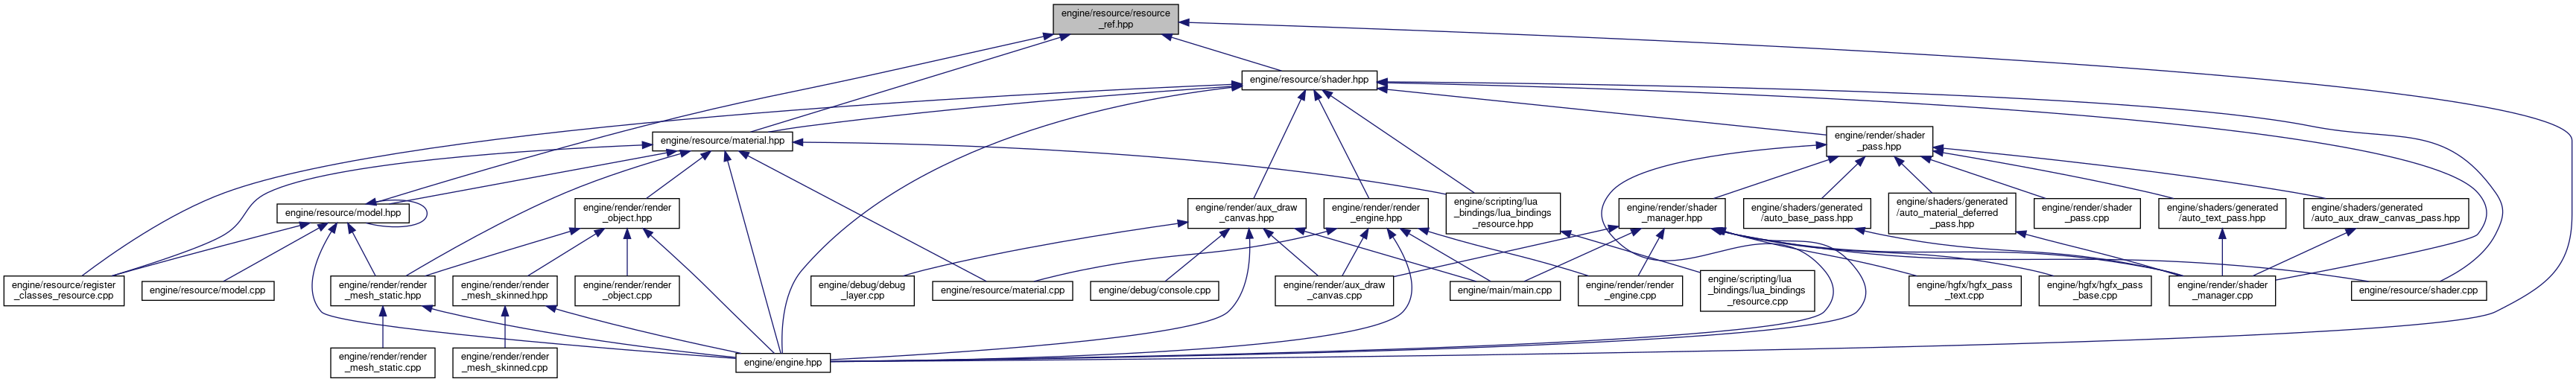 engine/resource/resource
_ref.hpp
engine/resource/shader.hpp
engine/resource/material.hpp
engine/render/shader
_pass.hpp
engine/resource/model.hpp
engine/render/render
_object.hpp
engine/render/aux_draw
_canvas.hpp
engine/render/render
_engine.hpp
engine/scripting/lua
_bindings/lua_bindings
_resource.hpp
engine/render/shader
_manager.hpp
engine/shaders/generated
/auto_base_pass.hpp
engine/shaders/generated
/auto_material_deferred
_pass.hpp
engine/render/shader
_pass.cpp
engine/shaders/generated
/auto_text_pass.hpp
engine/shaders/generated
/auto_aux_draw_canvas_pass.hpp
engine/resource/register
_classes_resource.cpp
engine/resource/model.cpp
engine/render/render
_mesh_static.hpp
engine/render/render
_mesh_skinned.hpp
engine/render/render
_object.cpp
engine/debug/debug
_layer.cpp
engine/resource/material.cpp
engine/debug/console.cpp
engine/render/aux_draw
_canvas.cpp
engine/main/main.cpp
engine/render/render
_engine.cpp
engine/scripting/lua
_bindings/lua_bindings
_resource.cpp
engine/hgfx/hgfx_pass
_text.cpp
engine/hgfx/hgfx_pass
_base.cpp
engine/render/shader
_manager.cpp
engine/resource/shader.cpp
engine/render/render
_mesh_static.cpp
engine/render/render
_mesh_skinned.cpp
engine/engine.hpp